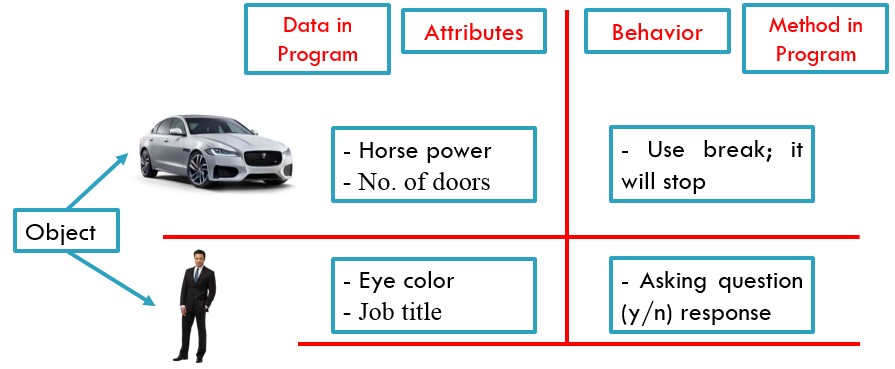 Data in
Program
Attributes
Behavior
Method in
Program
- Horse power
- No. of doors
- Use break; it
will stop
Object
- Eye color
- Job title
- Asking question
(y/n) response